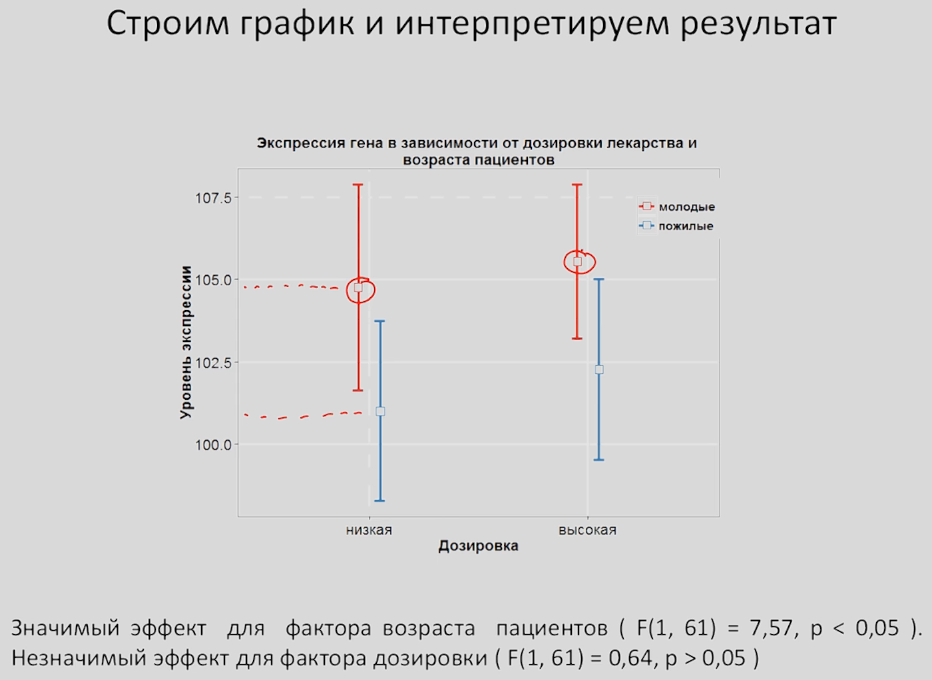 Строим график и интерпретируем результат
Экспрессия гена в зависимости от дозировки лекарства и
возраста пациентов
107.5
105.0
102.5
100.0
Уровень экспрессии
молодые
пожилые
низкая
высокая
Дозировка
Значимый эффект для фактора возраста пациентов ( F(1, 61) = 7,57, p < 0,05 ).
Незначимый эффект для фактора дозировки ( F(1, 61) = 0,64, p > 0,05 )